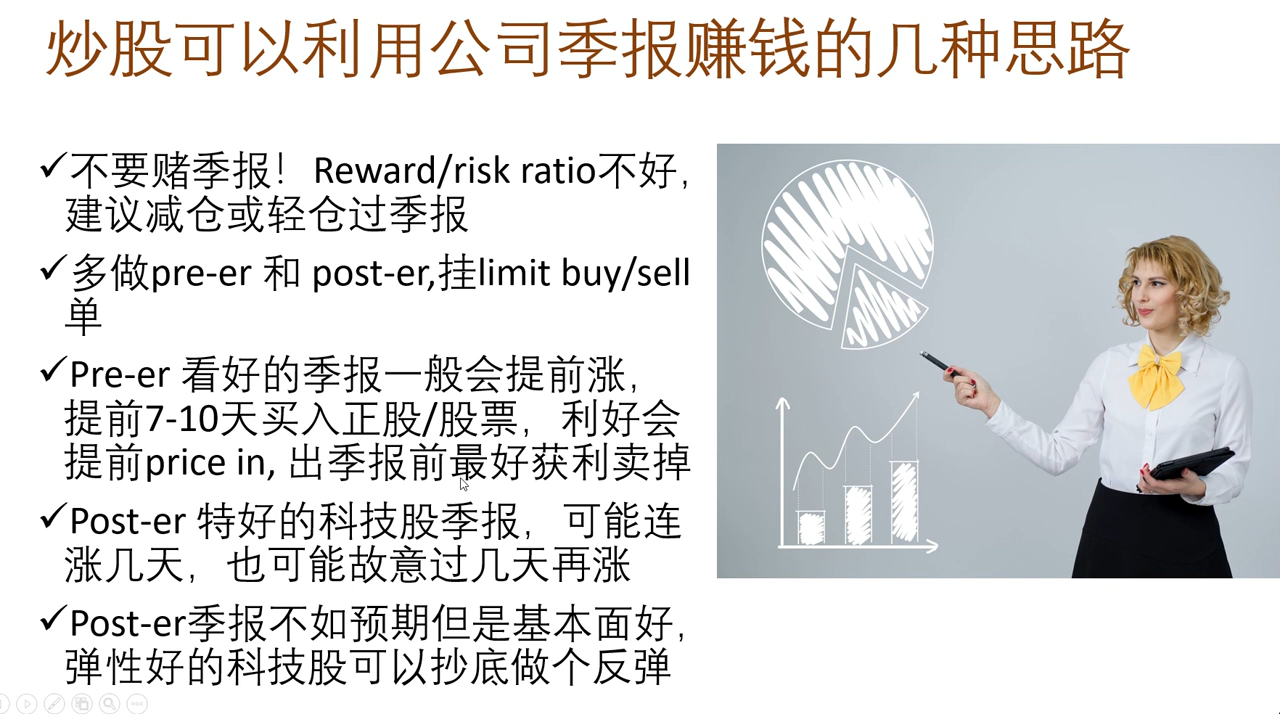 炒股可以利用公司季报赚钱的几种思路
✓不要赌季报！Reward/risk ratio不好，
建议减仓或轻仓过季报
✓多做pre-er 和 post-er,挂limit buy/sell
单
✓Pre-er 看好的季报一般会提前涨，
提前7-10天买入正股/股票，利好会
提前price in, 出季报前最好获利卖掉
✓Post-er 特好的科技股季报，可能连
涨几天，也可能故意过几天再涨
✓Post-er季报不如预期但是基本面好，
弹性好的科技股可以抄底做个反弹